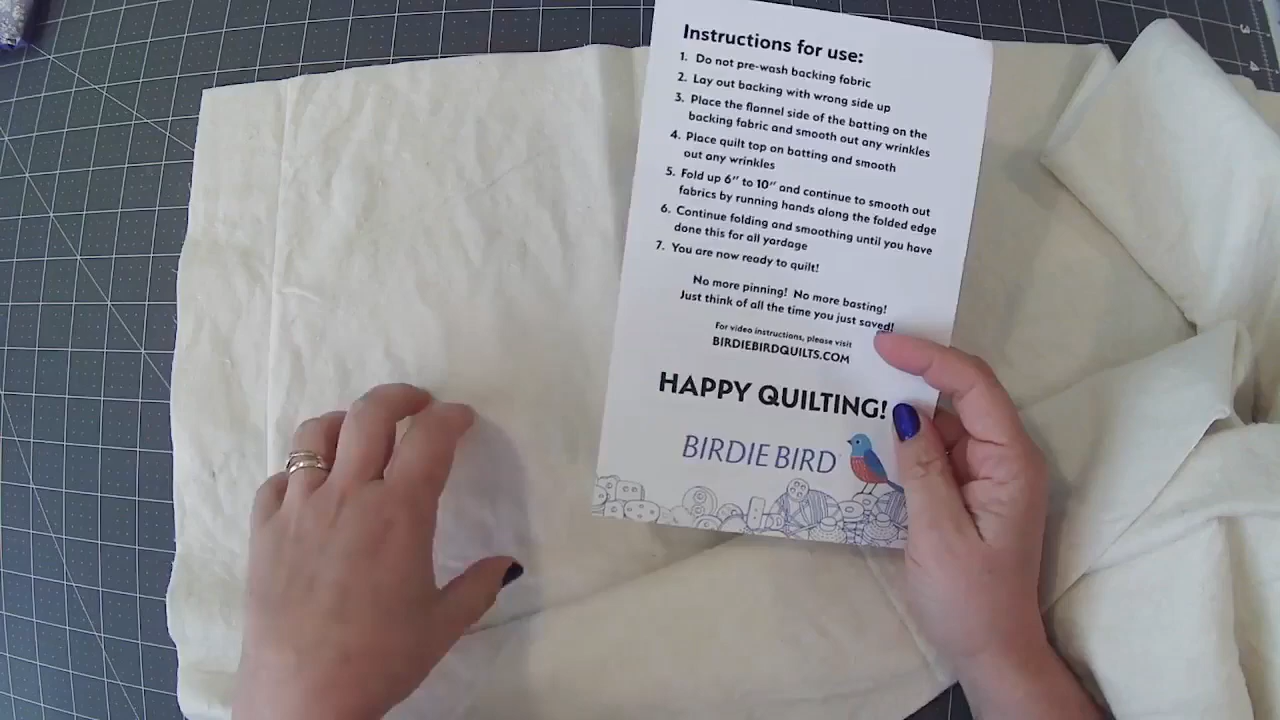 Instructions for use:
1. Do not pre-wash backing fabric
2. Lay out backing with wrong side up
3. Place the flannel side of the batting on the
backing fabric and smooth out any wrinkles
4. Place quilt top on batting and smooth
out any wrinkles
5. Fold up 6" to 10" and continue to smooth out
fabrics by running hands along the folded edge
6. Continue folding and smoothing until you have
done this for all yardage
7. You are now ready to quilt!
No more pinning! No more basting!
Just think of all the time you just saved!
For video instructions, please visit
BIRDIEBIRDQUILTS.COM
HAPPY QUILTING!
BIRDIE BIRD
3
4